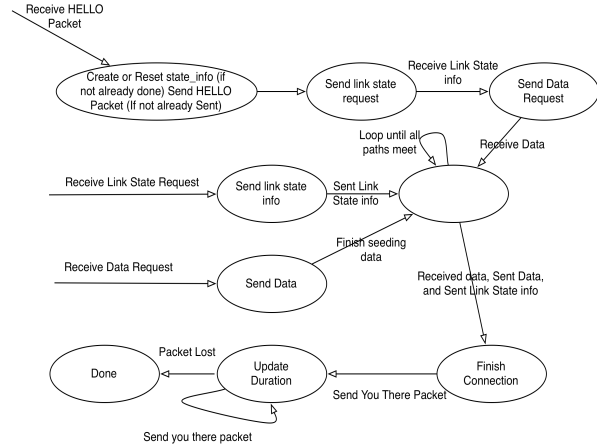 Receive HELLO
Packet
Create or Reset state_info (if
not already done) Send HELLO
Packet (If not already Sent)
Send link state
request
Receive Link State
info
Send Data
Request
Loop until all
paths meet
Receive Data
Receive Link State Request
Send link state
info
Sent Link
State info
Finish seeding
data
Receive Data Request
Send Data
Received data, Sent Data,
and Sent Link State info
Done
Packet Lost
Update
Duration
Finish
Connection
Send You There Packet
Send you there packet